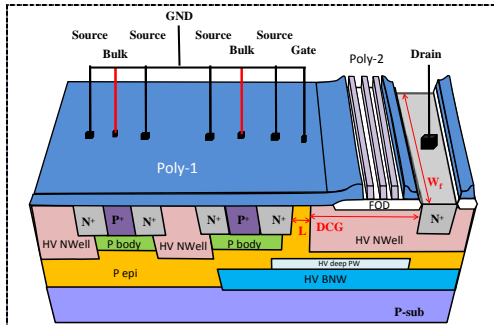 GND
Source Source Source Drain
Bulk Bulk Gate Poly-2
Poly-1
W_f
FOD
N+ P+ N+ N+ P+ N+ L DCG N+
HV NWell P body HV NWell P body HV NWell
P epi HV deep PW
HV BNW
P-sub